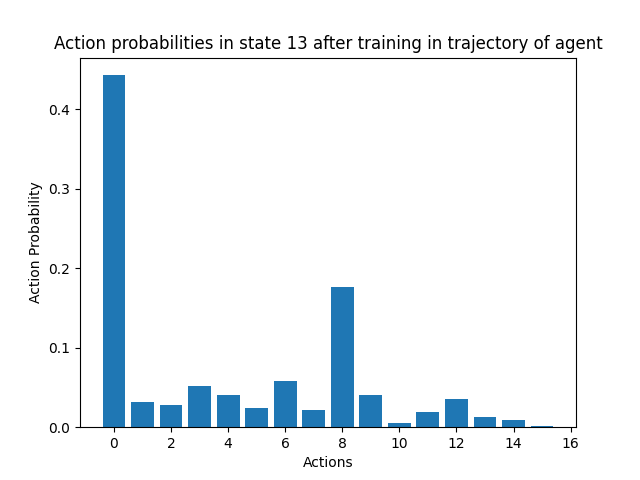 Action probabilities in state 13 after training in trajectory of agent
0.4
0.3
0.2
0.1
0.0
Action Probability
0 2 4 6 8 10 12 14 16
Actions